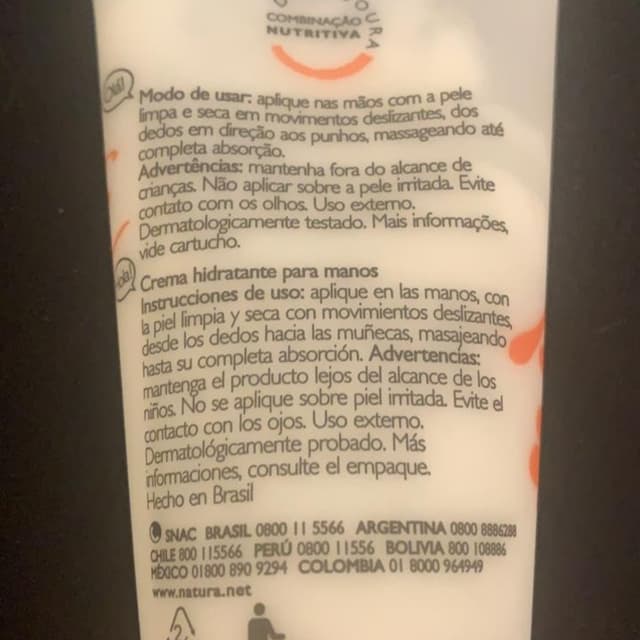 COMBINAÇÃO
NUTRITIVA
Olá!
Modo de usar: aplique nas mãos com a pele
limpa e seca em movimentos deslizantes, dos
dedos em direção aos punhos, massageando até
completa absorção.
Advertências: mantenha fora do alcance de
crianças. Não aplicar sobre a pele irritada. Evite
contato com os olhos. Uso externo.
Dermatologicamente testado. Mais informações,
vide cartucho.
¡Hola!
Crema hidratante para manos
Instrucciones de uso: aplique en las manos, con
la piel limpia y seca con movimientos deslizantes,
desde los dedos hacia las muñecas, masajeando
hasta su completa absorción. Advertencias:
mantenga el producto lejos del alcance de los
niños. No se aplique sobre piel irritada. Evite el
contacto con los ojos. Uso externo.
Dermatológicamente probado. Más
informaciones, consulte el empaque.
Hecho en Brasil
SNAC BRASIL 0800 11 5566 ARGENTINA 0800 8886288
CHILE 800 115566 PERÚ 0800 11556 BOLIVIA 800 108886
MÉXICO 01800 890 9294 COLOMBIA 01 8000 964949
www.natura.net
2